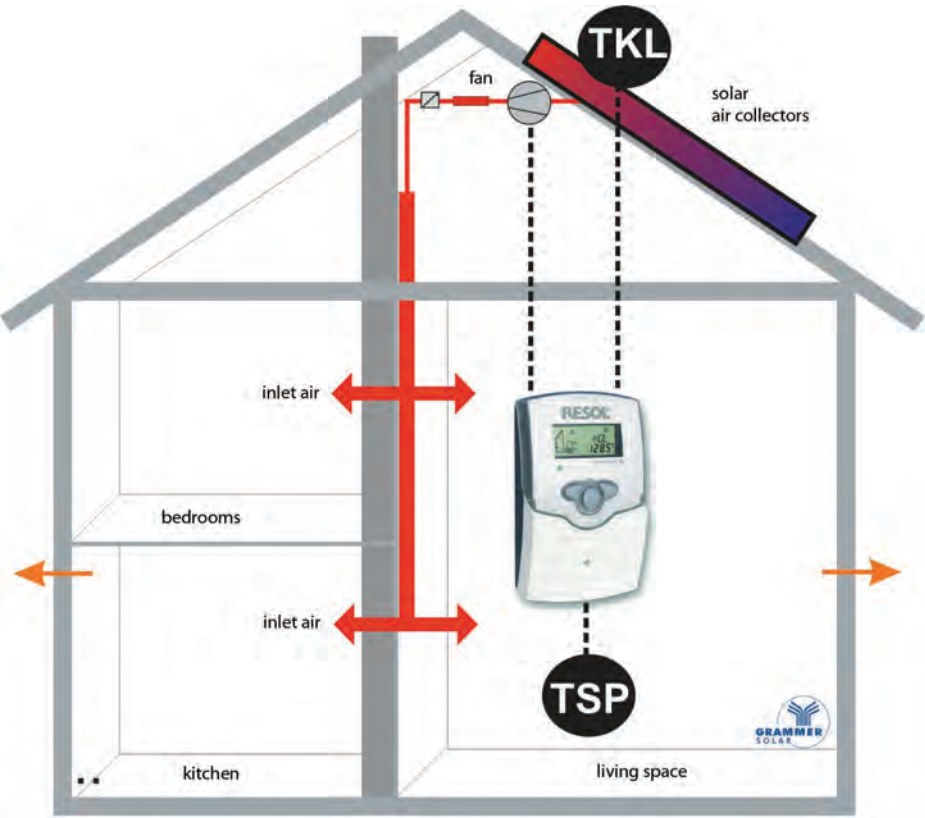 TKL
fan
solar
air collectors
inlet air
RESOL
bedrooms
inlet air
TSP
GRAMMER
SOLAR
kitchen
living space